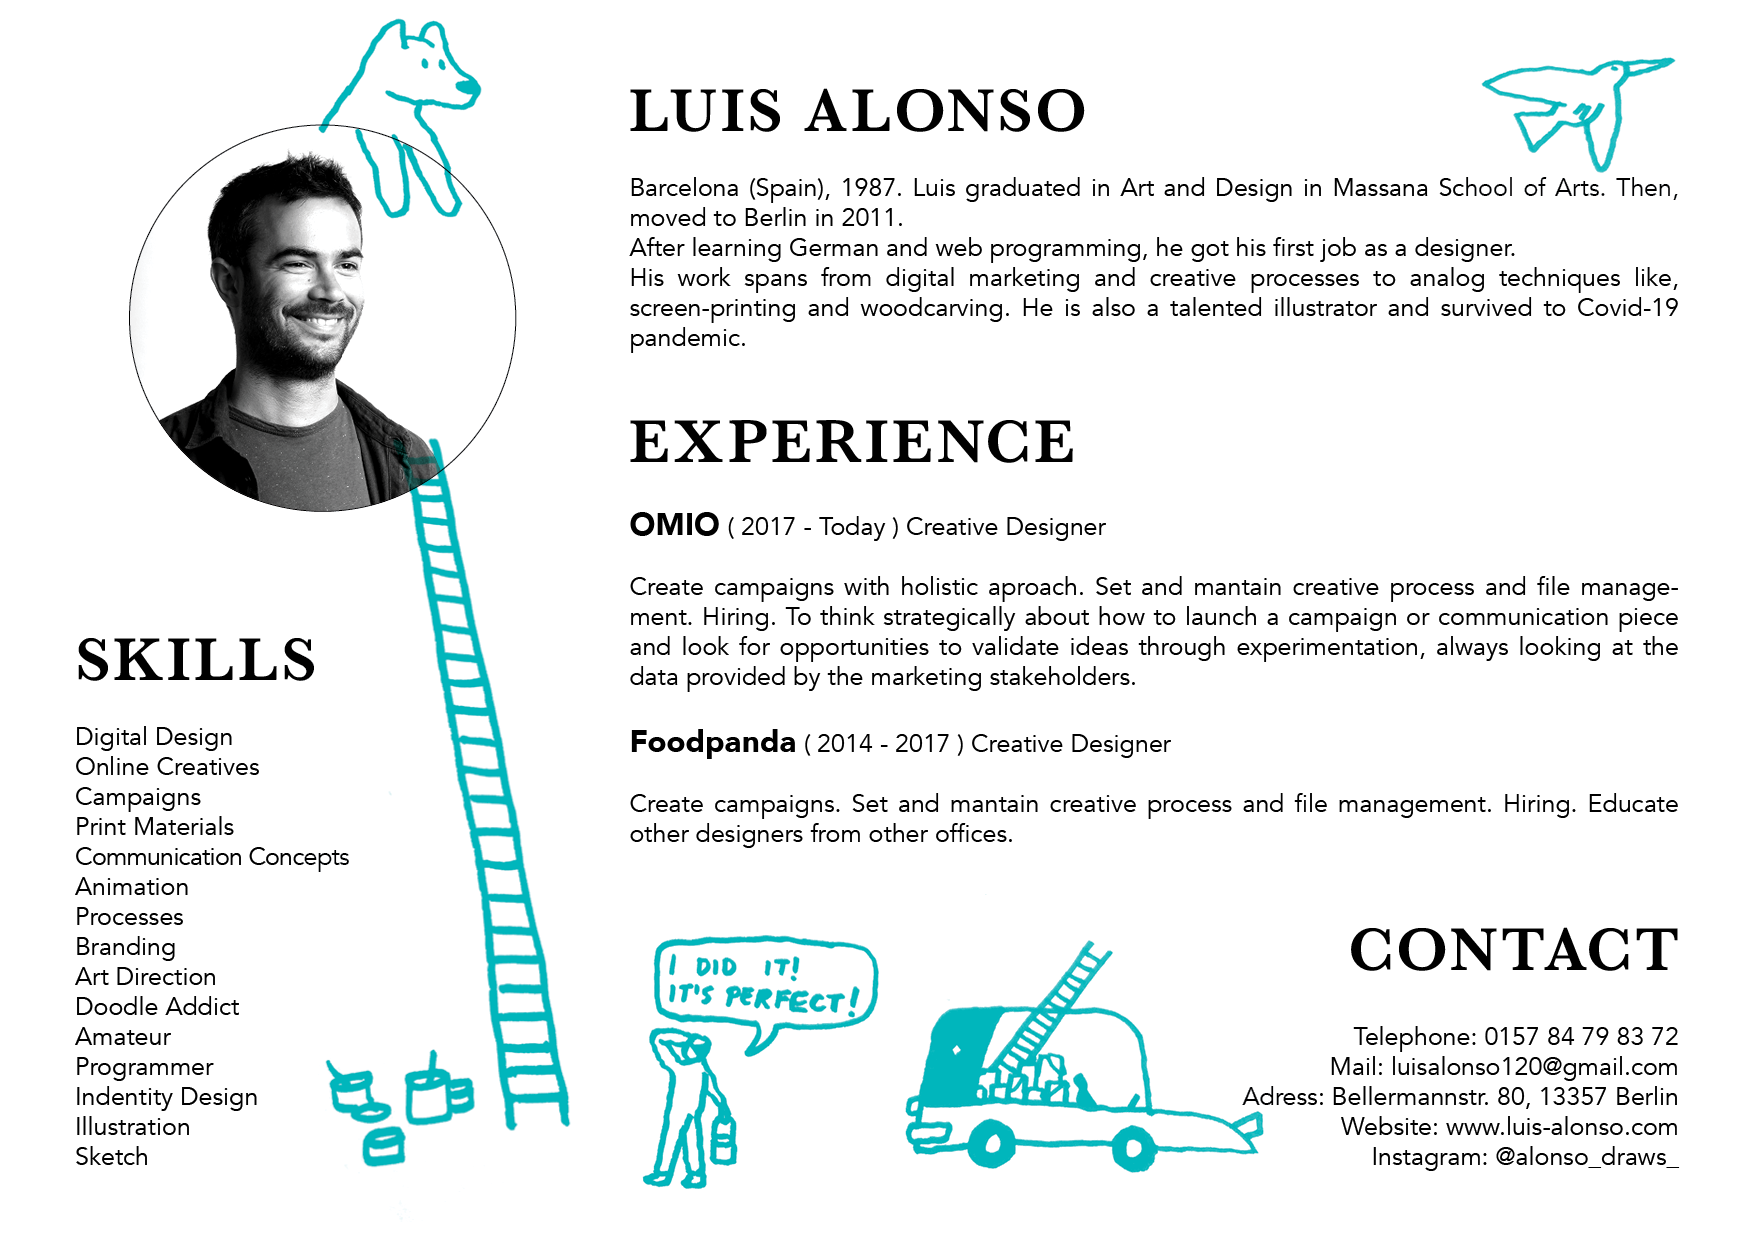 LUIS ALONSO
Barcelona (Spain), 1987. Luis graduated in Art and Design in Massana School of Arts. Then,
moved to Berlin in 2011.
After learning German and web programming, he got his first job as a designer.
His work spans from digital marketing and creative processes to analog techniques like,
screen-printing and woodcarving. He is also a talented illustrator and survived to Covid-19
pandemic.
EXPERIENCE
OMIO ( 2017 - Today ) Creative Designer
Create campaigns with holistic aproach. Set and mantain creative process and file manage-
ment. Hiring. To think strategically about how to launch a campaign or communication piece
and look for opportunities to validate ideas through experimentation, always looking at the
data provided by the marketing stakeholders.
Foodpanda ( 2014 - 2017 ) Creative Designer
Create campaigns. Set and mantain creative process and file management. Hiring. Educate
other designers from other offices.
SKILLS
Digital Design
Online Creatives
Campaigns
Print Materials
Communication Concepts
Animation
Processes
Branding
Art Direction
Doodle Addict
Amateur
Programmer
Indentity Design
Illustration
Sketch
I DID IT!
IT'S PERFECT!
CONTACT
Telephone: 0157 84 79 83 72
Mail: luisalonso120@gmail.com
Adress: Bellermannstr. 80, 13357 Berlin
Website: www.luis-alonso.com
Instagram: @alonso_draws_